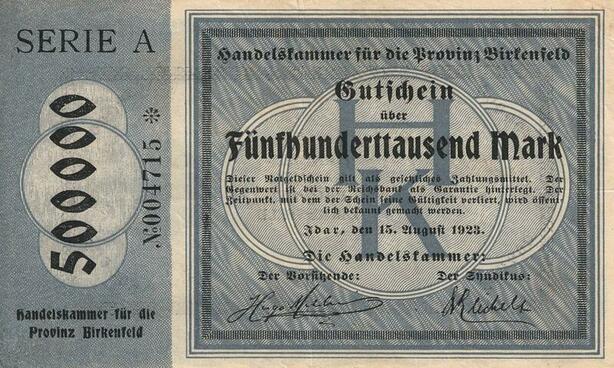 SERIE A
500000
№004715 *
Handelskammer für die
Provinz Birkenfeld
Handelskammer für die Provinz Birkenfeld
Gutschein
über
Fünfhunderttausend Mark
Dieser Notgeldschein gilt als gesetzliches Zahlungsmittel. Der
Gegenwert ist bei der Reichsbank als Garantie hinterlegt. Der
Zeitpunkt, mit dem der Schein seine Gültigkeit verliert, wird öffent-
lich bekannt gemacht werden.
Idar, den 15. August 1923.
Die Handelskammer:
Der Vorsitzende: Der Syndikus:
HK